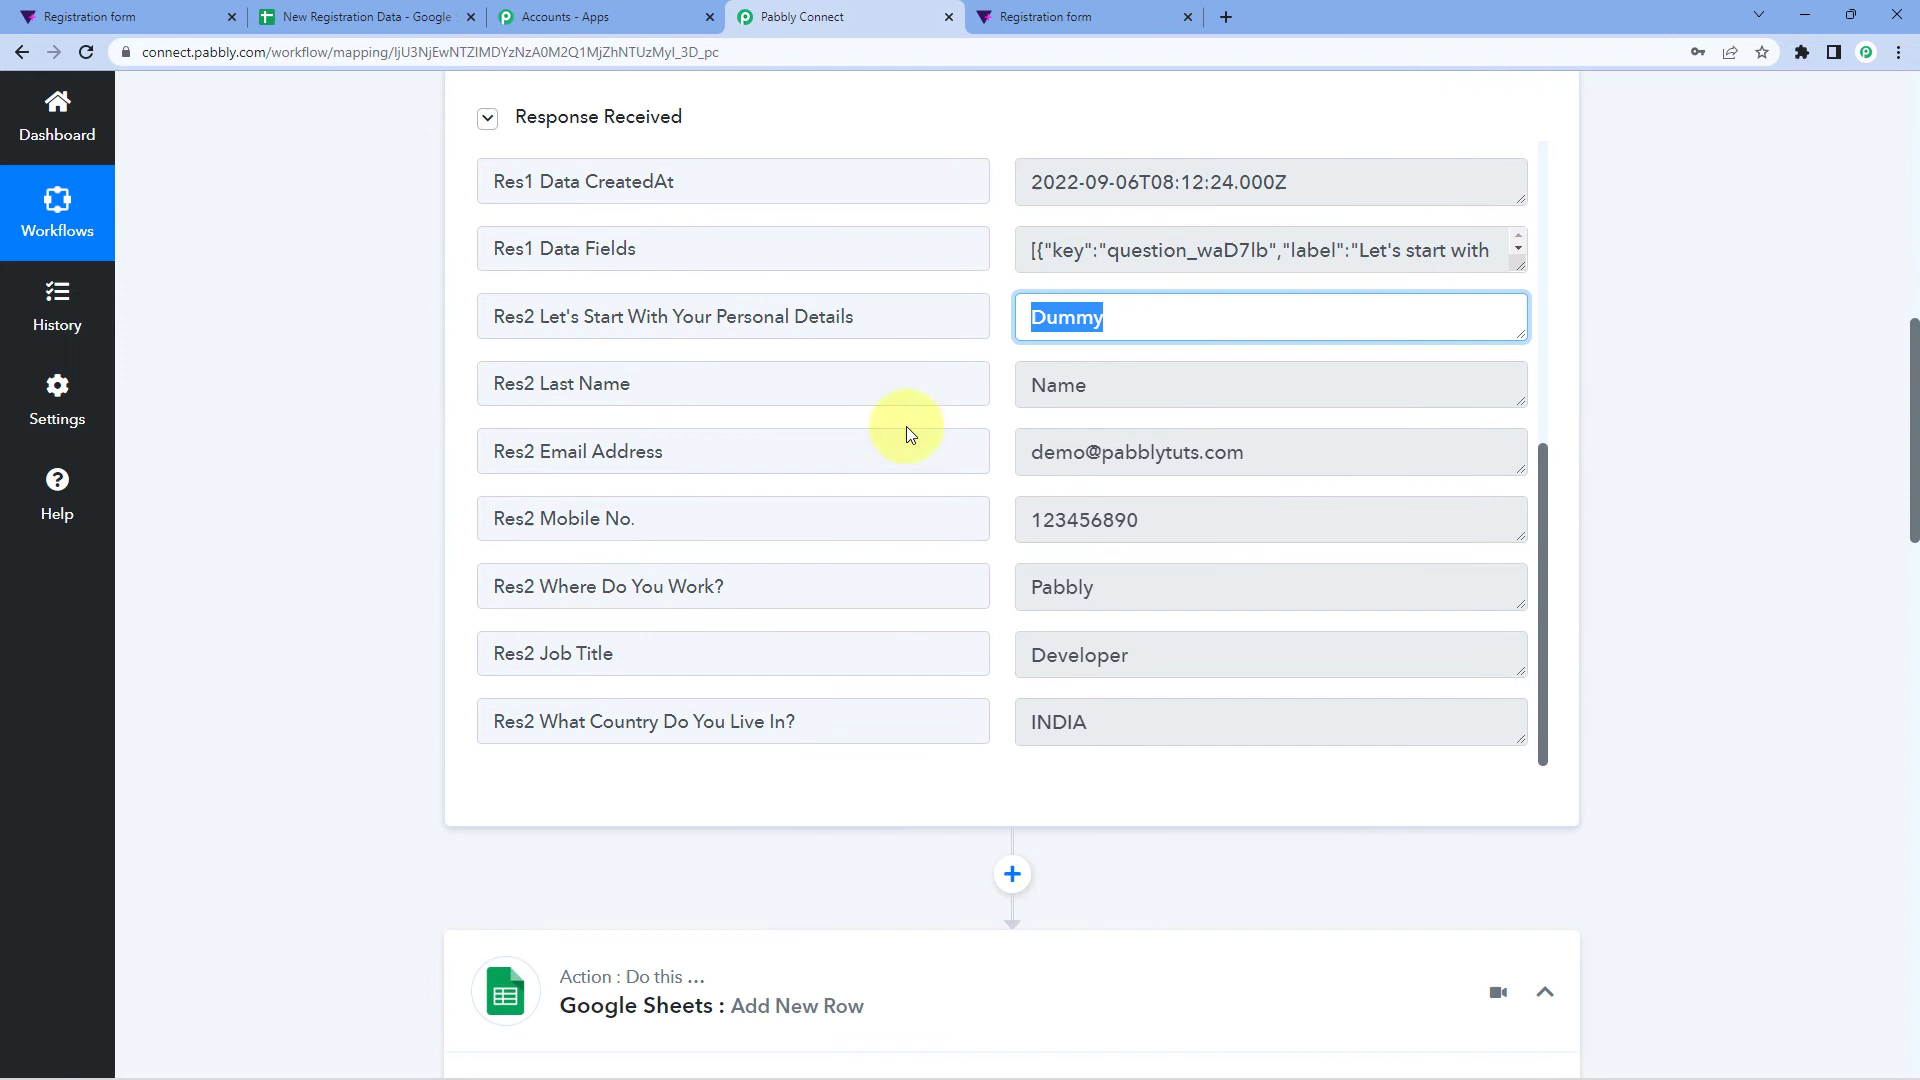 Registration form
New Registration Data - Google
Accounts - Apps
Pabbly Connect
Registration form
connect.pabbly.com/workflow/mapping/IjU3NjEwNTZlMDYzNzA0M2Q1MjZhNTUzMyI_3D_pc
Dashboard
Workflows
History
Settings
Help
Response Received
Res1 Data CreatedAt
2022-09-06T08:12:24.000Z
Res1 Data Fields
[{"key":"question_waD7lb","label":"Let's start with
Res2 Let's Start With Your Personal Details
Dummy
Res2 Last Name
Name
Res2 Email Address
demo@pabblytuts.com
Res2 Mobile No.
123456890
Res2 Where Do You Work?
Pabbly
Res2 Job Title
Developer
Res2 What Country Do You Live In?
INDIA
Action : Do this ...
Google Sheets : Add New Row